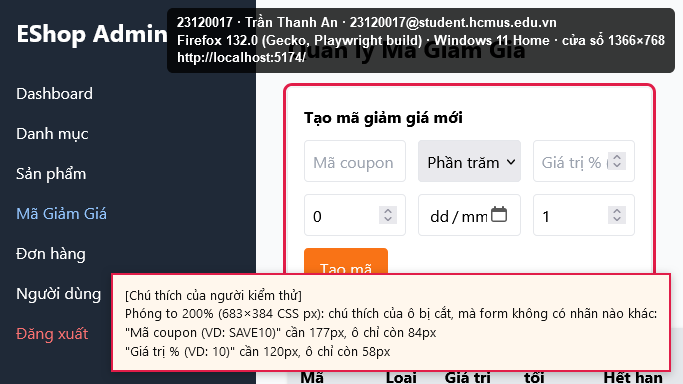 EShop Admin
23120017 · Trần Thanh An · 23120017@student.hcmus.edu.vn
Firefox 132.0 (Gecko, Playwright build) · Windows 11 Home · cửa sổ 1366×768
http://localhost:5174/
Quản lý Mã Giảm Giá
Dashboard
Danh mục
Sản phẩm
Mã Giảm Giá
Đơn hàng
Người dùng
Đăng xuất
Tạo mã giảm giá mới
Mã coupon
Phần trăm
Giá trị % (
0
dd / mm
1
Tạo mã
[Chú thích của người kiểm thử]
Phóng to 200% (683×384 CSS px): chú thích của ô bị cắt, mà form không có nhãn nào khác:
"Mã coupon (VD: SAVE10)" cần 177px, ô chỉ còn 84px
"Giá trị % (VD: 10)" cần 120px, ô chỉ còn 58px
Mã Loại Giá trị tối Hết hạn